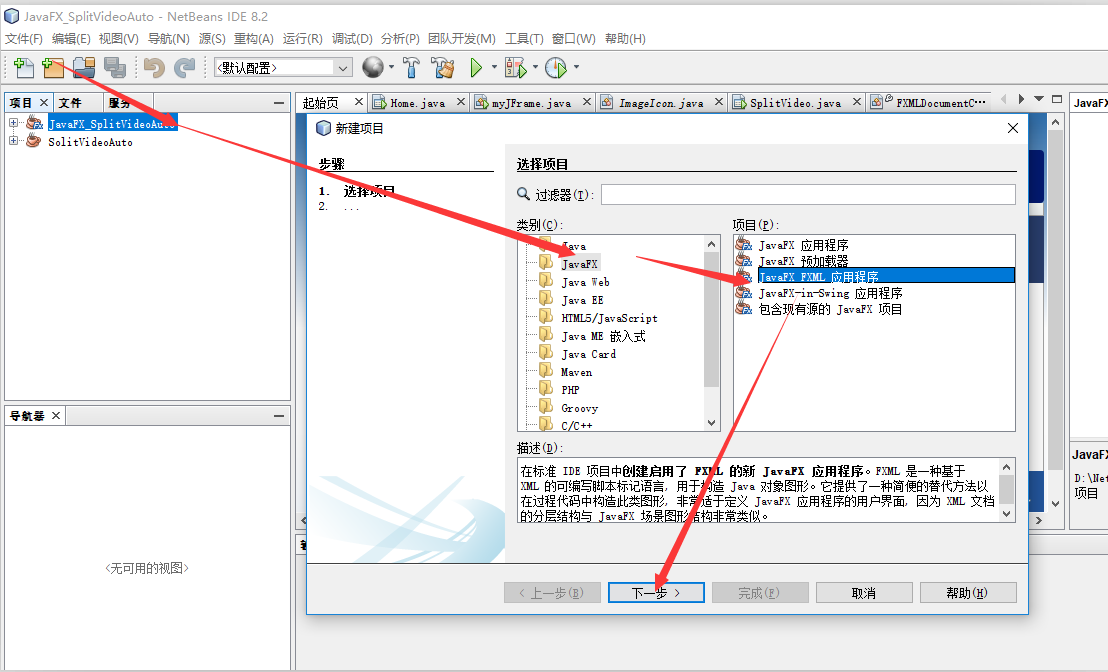 JavaFX_SplitVideoAuto - NetBeans IDE 8.2
文件(F) 编辑(E) 视图(V) 导航(N) 源(S) 重构(A) 运行(R) 调试(D) 分析(P) 团队开发(M) 工具(T) 窗口(W) 帮助(H)
<默认配置>
项目 文件 服务
起始页 Home.java myJFrame.java ImageIcon.java SplitVideo.java FXMLDocumentC... JavaFX
JavaFX_SplitVideoAuto
SolitVideoAuto
新建项目
步骤
1. 选择项目
2. ...
选择项目
过滤器(I):
类别(C):
Java
JavaFX
Java Web
Java EE
HTML5/JavaScript
Java ME 嵌入式
Java Card
Maven
PHP
Groovy
C/C++
项目(P):
JavaFX 应用程序
JavaFX 预加载器
JavaFX FXML 应用程序
JavaFX-in-Swing 应用程序
包含现有源的 JavaFX 项目
描述(D):
在标准 IDE 项目中创建启用了 FXML 的新 JavaFX 应用程序。FXML 是一种基于
XML 的可编写脚本标记语言，用于构造 Java 对象图形。它提供了一种简便的替代方法以
在过程代码中构造此类图形，非常适于定义 JavaFX 应用程序的用户界面，因为 XML 文档
的分层结构与 JavaFX 场景图形结构非常类似。
< 上一步(B) 下一步 > 完成(F) 取消 帮助(H)
导航器
<无可用的视图>
JavaFX
D:\Net
项目